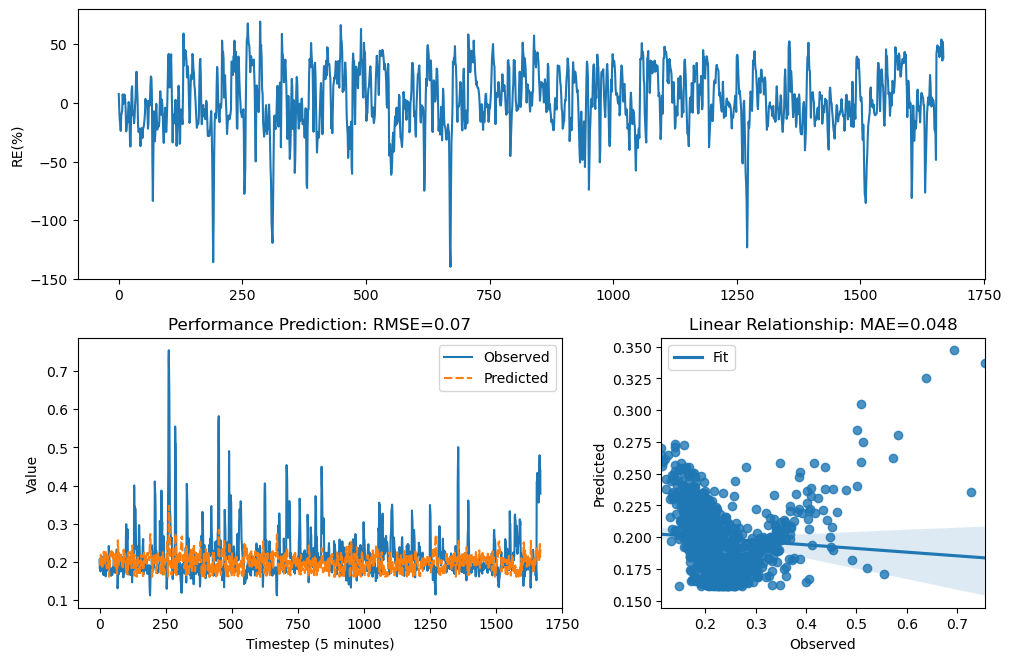 RE(%)
50
0
−50
−100
−150
0 250 500 750 1000 1250 1500 1750
Performance Prediction: RMSE=0.07
Value
0.7
0.6
0.5
0.4
0.3
0.2
0.1
Observed
Predicted
0 250 500 750 1000 1250 1500 1750
Timestep (5 minutes)
Linear Relationship: MAE=0.048
Predicted
0.350
0.325
0.300
0.275
0.250
0.225
0.200
0.175
0.150
Fit
0.2 0.3 0.4 0.5 0.6 0.7
Observed